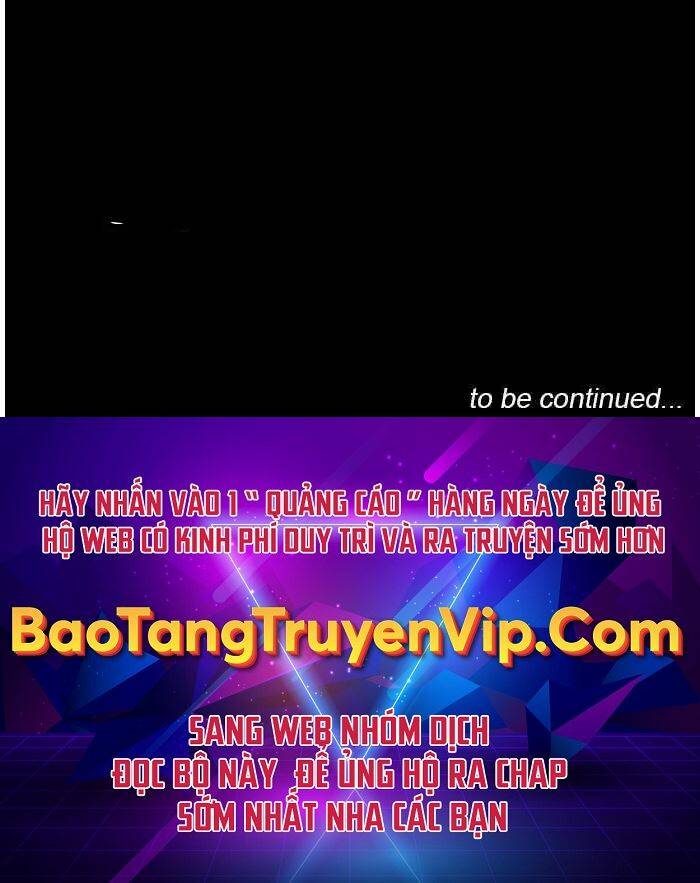 to be continued...
HÃY NHẤN VÀO 1 “ QUẢNG CÁO ” HÀNG NGÀY ĐỂ ỦNG
HỘ WEB CÓ KINH PHÍ DUY TRÌ VÀ RA TRUYỆN SỚM HƠN
BaoTangTruyenVip.Com
SANG WEB NHÓM DỊCH
ĐỌC BỘ NÀY ĐỂ ỦNG HỘ RA CHAP
SỚM NHẤT NHA CÁC BẠN